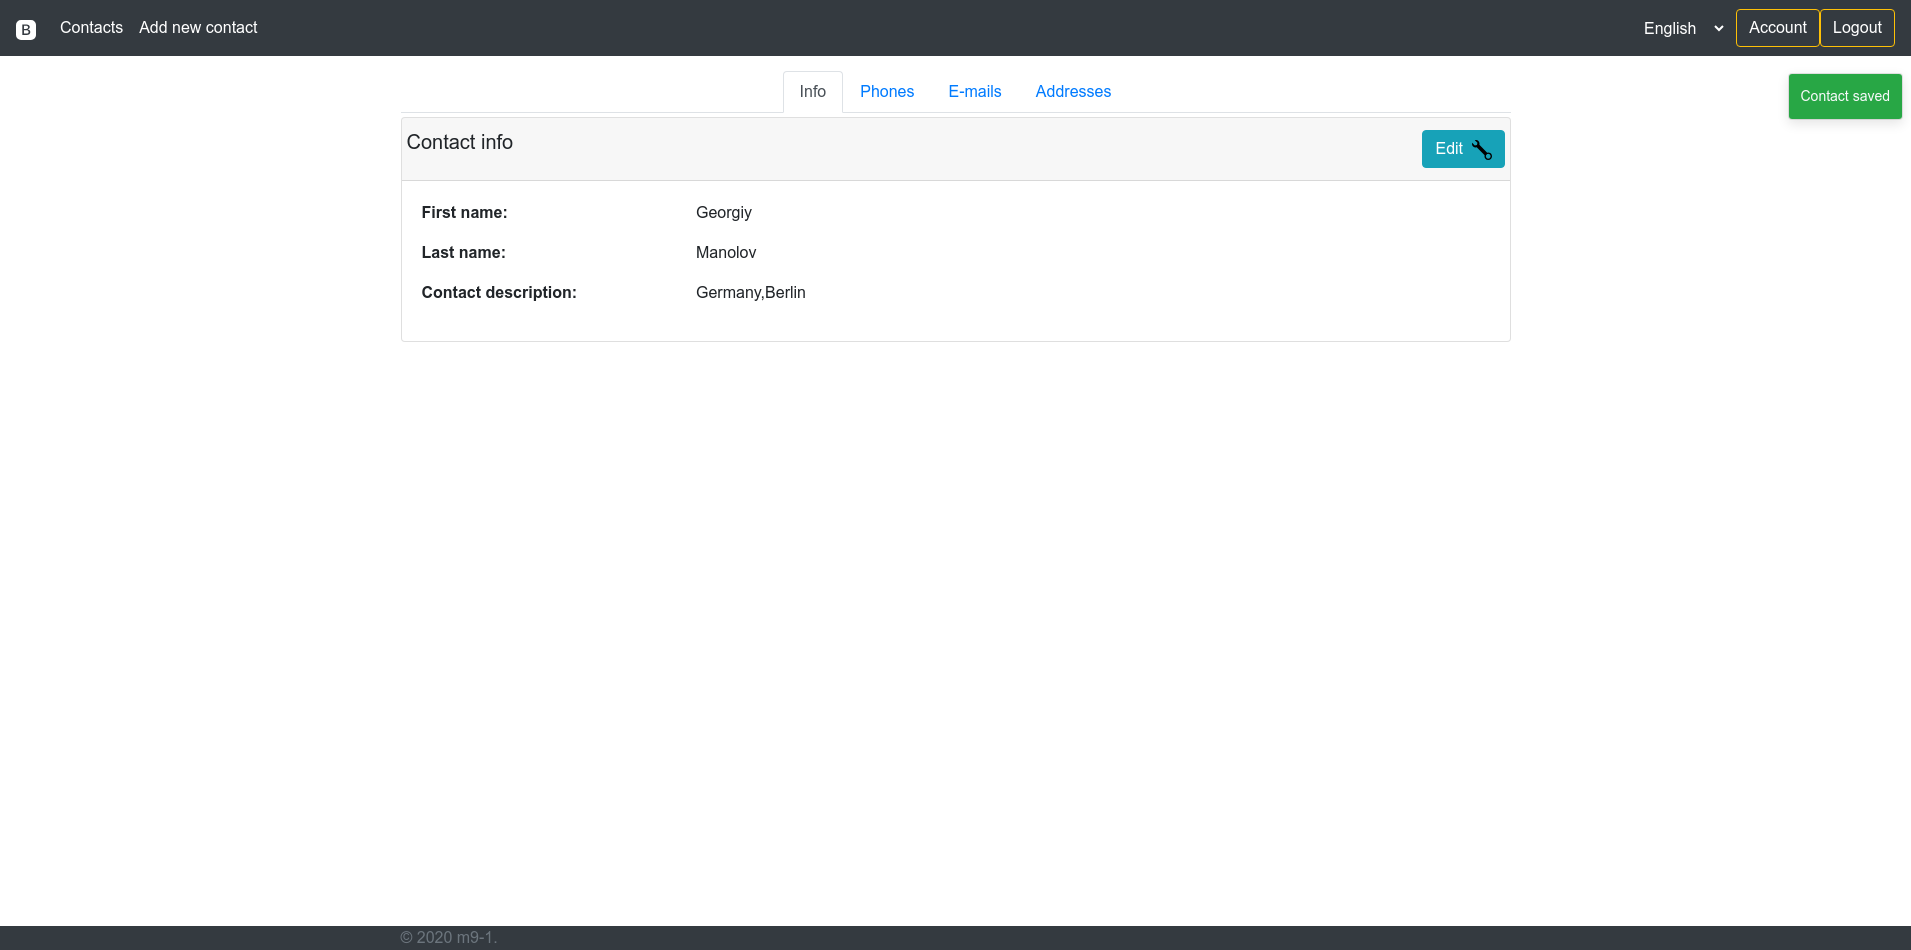 B Contacts Add new contact English Account Logout
Info Phones E-mails Addresses
Contact saved
Contact info Edit
First name: Georgiy
Last name: Manolov
Contact description: Germany,Berlin
© 2020 m9-1.